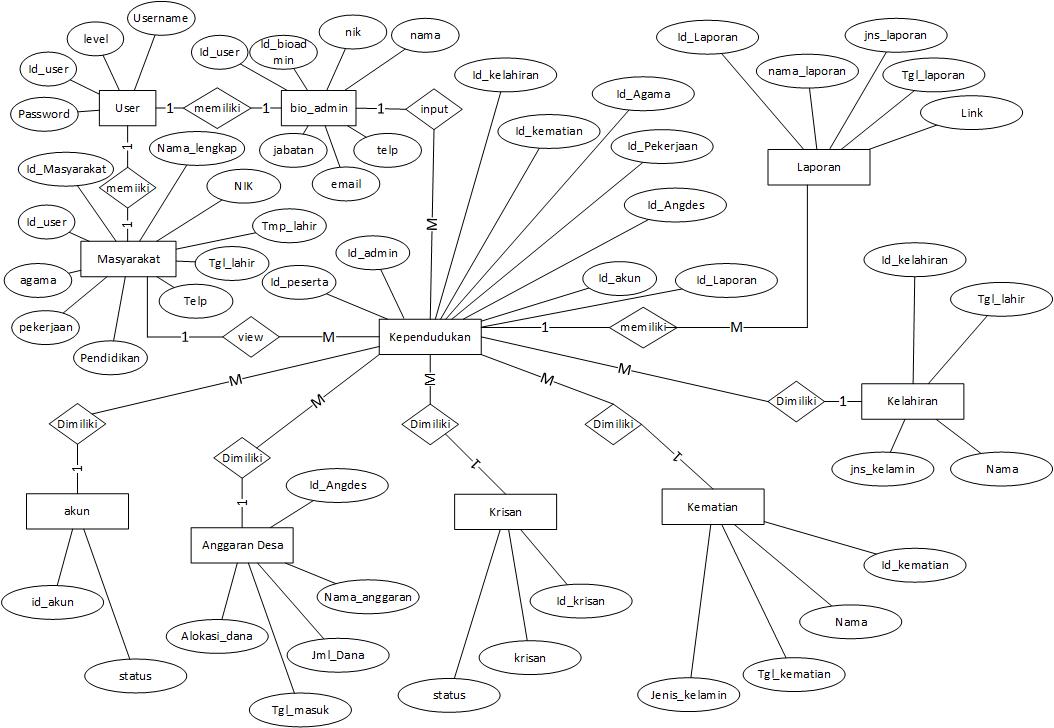 Username
level
Id_user
Password
User
1
memiliki
1
Id_user
Id_bioad
min
nik
nama
bio_admin
jabatan
email
telp
1
input
M
Id_kelahiran
Id_kematian
Id_Agama
Id_Pekerjaan
Id_Angdes
Id_akun
Id_Laporan
Id_Laporan
nama_laporan
jns_laporan
Tgl_laporan
Link
Laporan
1
memiiki
1
Id_Masyarakat
Nama_lengkap
NIK
Id_user
Tmp_lahir
Masyarakat
Tgl_lahir
agama
Telp
pekerjaan
Pendidikan
1
view
M
Id_peserta
Id_admin
Kependudukan
1
memiliki
M
Id_kelahiran
Tgl_lahir
M
Dimiliki
1
Kelahiran
jns_kelamin
Nama
M
Dimiliki
1
akun
id_akun
status
M
Dimiliki
1
Id_Angdes
Anggaran Desa
Nama_anggaran
Alokasi_dana
Jml_Dana
Tgl_masuk
M
Dimiliki
1
Krisan
Id_krisan
krisan
status
M
Dimiliki
1
Kematian
Id_kematian
Nama
Tgl_kematian
Jenis_kelamin